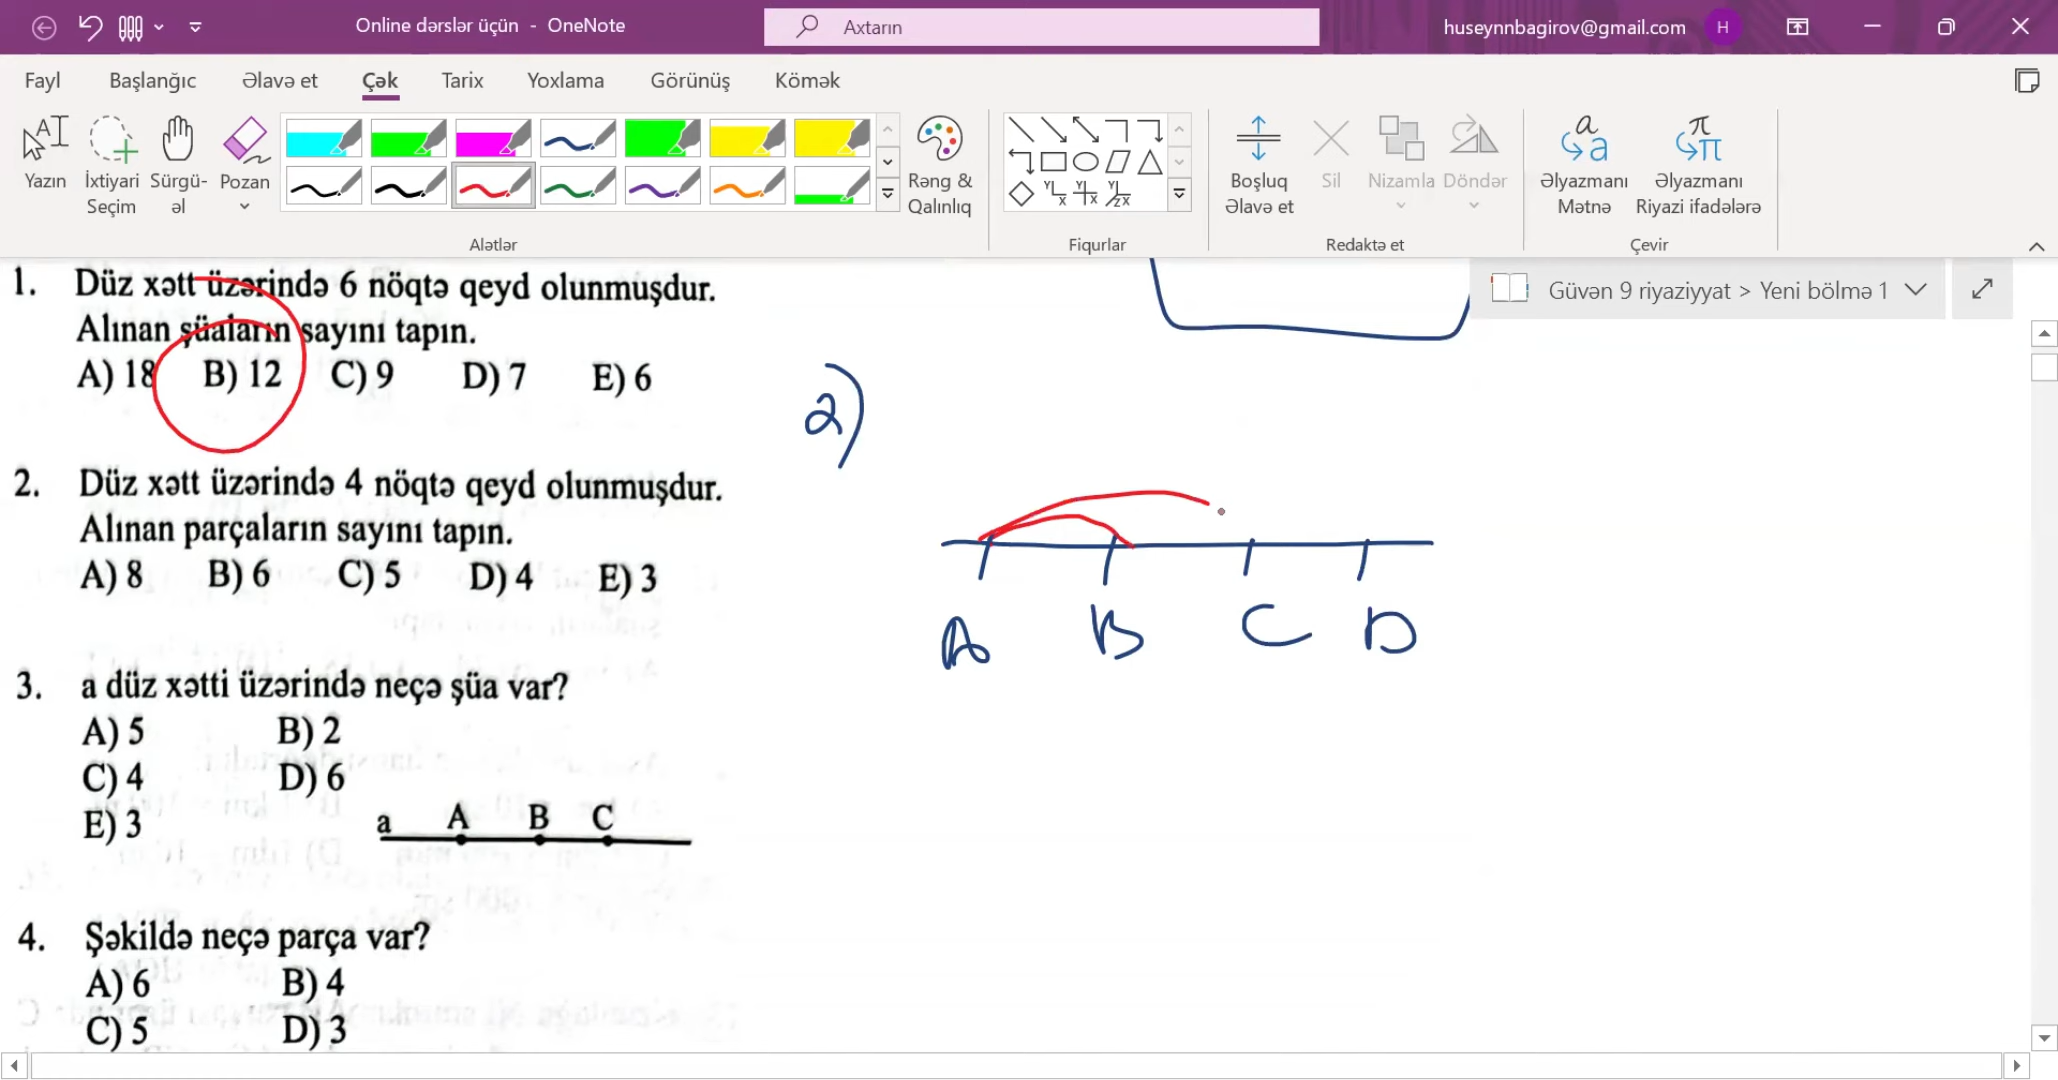 Online dərslər üçün - OneNote
Axtarın
huseynnbagirov@gmail.com
H
Fayl
Başlanğıc
Əlavə et
Çək
Tarix
Yoxlama
Görünüş
Kömək
Yazın
İxtiyari Seçim
Sürgü-əl
Pozan
Rəng & Qalınlıq
Boşluq Əlavə et
Sil
Nizamla
Döndər
Əlyazmanı Mətnə
Əlyazmanı Riyazi ifadələrə
Alətlər
Fiqurlar
Redaktə et
Çevir
Güvən 9 riyaziyyat > Yeni bölmə 1
1. Düz xətt üzərində 6 nöqtə qeyd olunmuşdur.
Alınan şüaların sayını tapın.
A) 18 B) 12 C) 9 D) 7 E) 6
2. Düz xətt üzərində 4 nöqtə qeyd olunmuşdur.
Alınan parçaların sayını tapın.
A) 8 B) 6 C) 5 D) 4 E) 3
3. a düz xətti üzərində neçə şüa var?
A) 5 B) 2
C) 4 D) 6
E) 3
a A B C
4. Şəkildə neçə parça var?
A) 6 B) 4
C) 5 D) 3
2)
A B C D